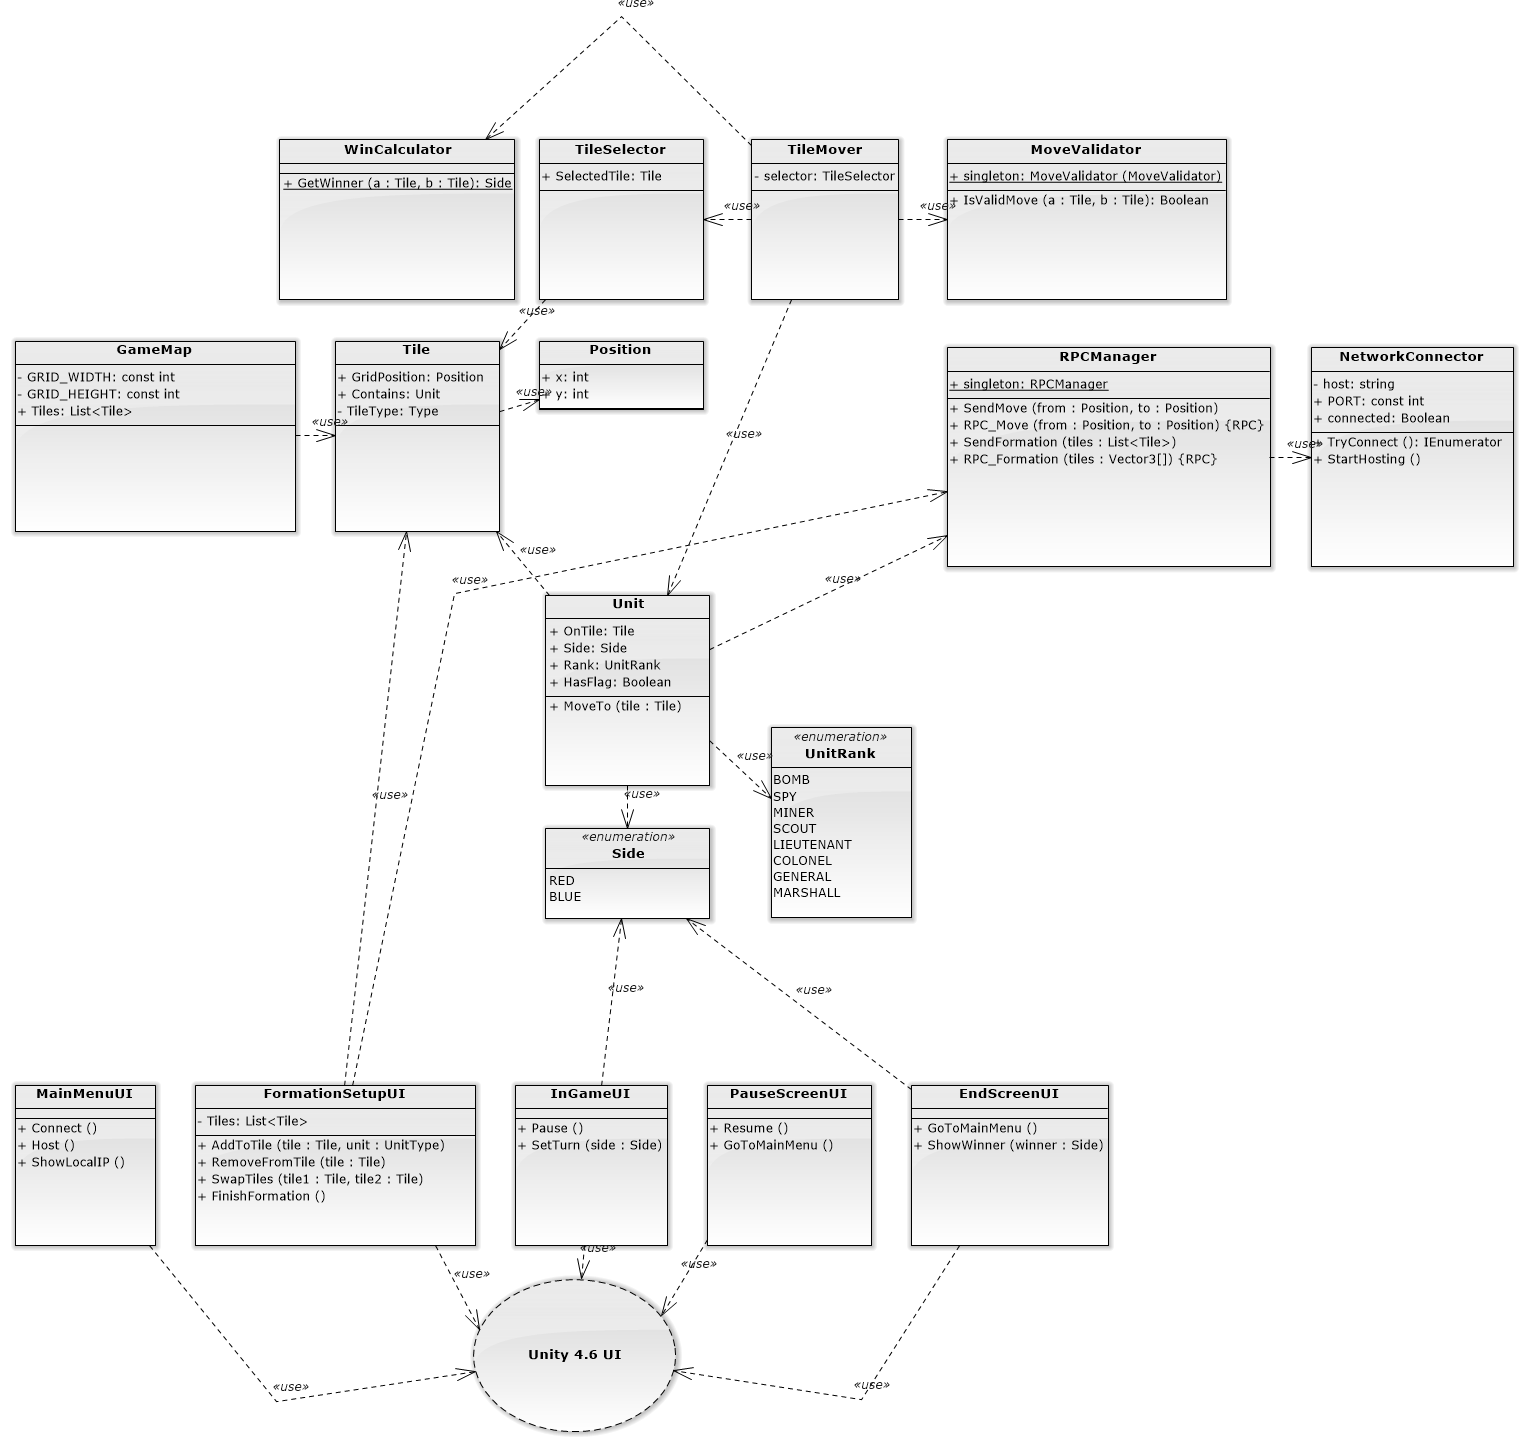 «use»
WinCalculator
+ GetWinner (a : Tile, b : Tile): Side
TileSelector
+ SelectedTile: Tile
TileMover
- selector: TileSelector
MoveValidator
+ singleton: MoveValidator (MoveValidator)
+ IsValidMove (a : Tile, b : Tile): Boolean
«use»
«use»
«use»
GameMap
- GRID_WIDTH: const int
- GRID_HEIGHT: const int
+ Tiles: List<Tile>
«use»
Tile
+ GridPosition: Position
+ Contains: Unit
- TileType: Type
«use»
Position
+ x: int
+ y: int
«use»
RPCManager
+ singleton: RPCManager
+ SendMove (from : Position, to : Position)
+ RPC_Move (from : Position, to : Position) {RPC}
+ SendFormation (tiles : List<Tile>)
+ RPC_Formation (tiles : Vector3[]) {RPC}
«use»
NetworkConnector
- host: string
+ PORT: const int
+ connected: Boolean
+ TryConnect (): IEnumerator
+ StartHosting ()
«use»
«use»
«use»
Unit
+ OnTile: Tile
+ Side: Side
+ Rank: UnitRank
+ HasFlag: Boolean
+ MoveTo (tile : Tile)
«use»
«use»
«use»
«enumeration»
UnitRank
BOMB
SPY
MINER
SCOUT
LIEUTENANT
COLONEL
GENERAL
MARSHALL
«enumeration»
Side
RED
BLUE
«use»
«use»
MainMenuUI
+ Connect ()
+ Host ()
+ ShowLocalIP ()
FormationSetupUI
- Tiles: List<Tile>
+ AddToTile (tile : Tile, unit : UnitType)
+ RemoveFromTile (tile : Tile)
+ SwapTiles (tile1 : Tile, tile2 : Tile)
+ FinishFormation ()
InGameUI
+ Pause ()
+ SetTurn (side : Side)
PauseScreenUI
+ Resume ()
+ GoToMainMenu ()
EndScreenUI
+ GoToMainMenu ()
+ ShowWinner (winner : Side)
«use»
«use»
«use»
Unity 4.6 UI
«use»
«use»